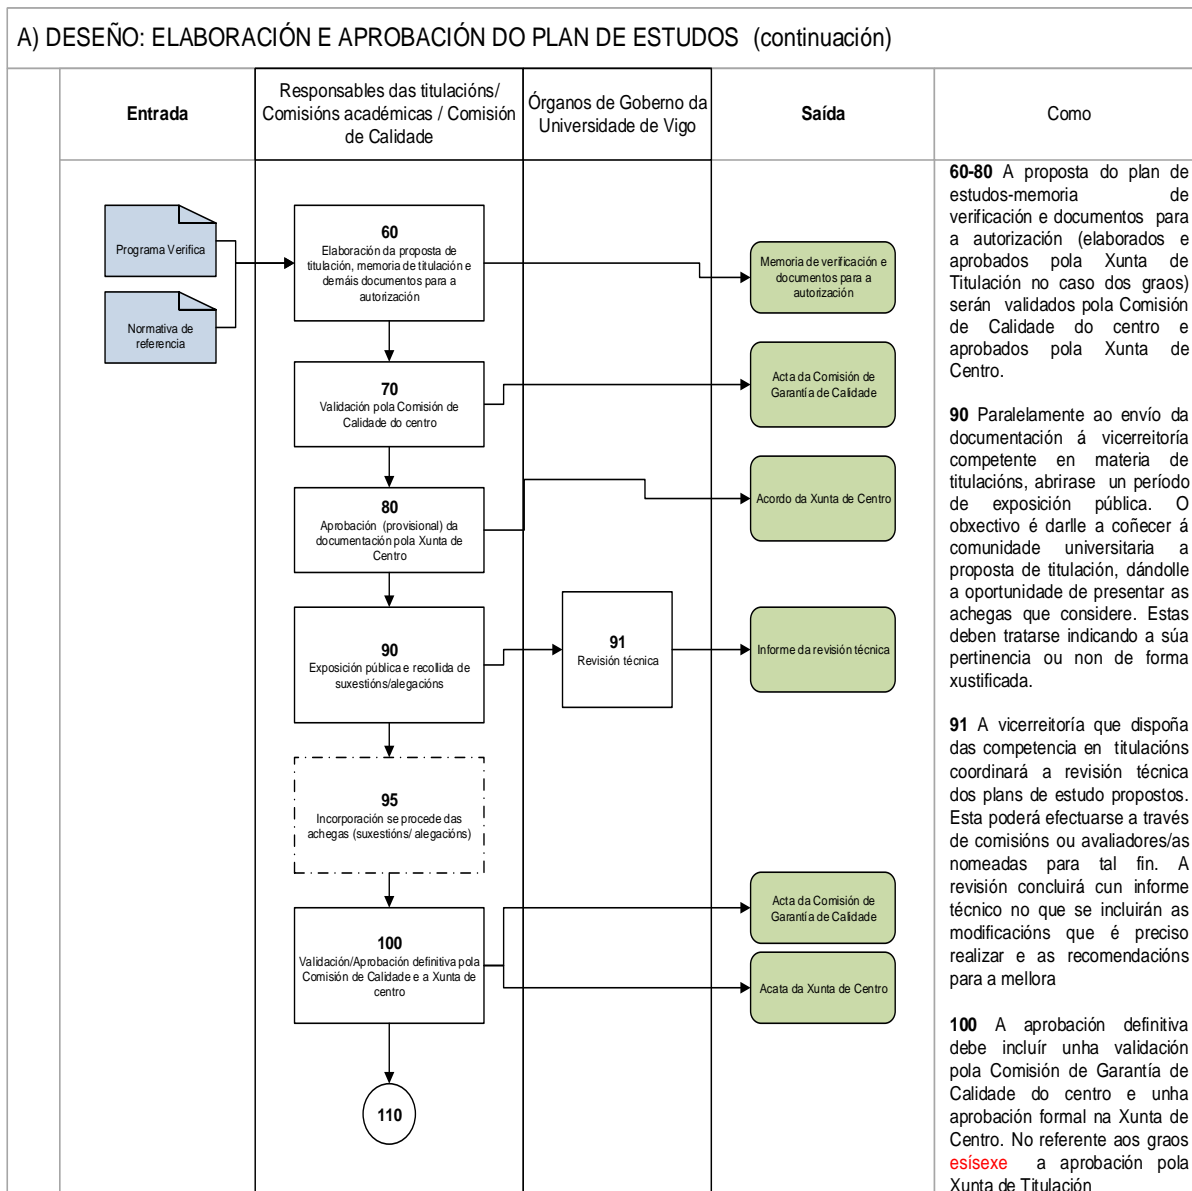 A) DESEÑO: ELABORACIÓN E APROBACIÓN DO PLAN DE ESTUDOS (continuación)
Entrada
Responsables das titulacións/
Comisións académicas / Comisión
de Calidade
Órganos de Goberno da
Universidade de Vigo
Saída
Como
Programa Verifica
Normativa de
referencia
60
Elaboración da proposta de
titulación, memoria de titulación e
demáis documentos para a
autorización
Memoria de verificación e
documentos para a
autorización
70
Validación pola Comisión de
Calidade do centro
Acta da Comisión de
Garantía de Calidade
80
Aprobación (provisional) da
documentación pola Xunta de
Centro
Acordo da Xunta de Centro
90
Exposición pública e recollida de
suxestións/alegacións
91
Revisión técnica
Informe da revisión técnica
95
Incorporación se procede das
achegas (suxestións/ alegacións)
100
Validación/Aprobación definitiva pola
Comisión de Calidade e a Xunta de
centro
Acta da Comisión de
Garantía de Calidade
Acata da Xunta de Centro
110
60-80 A proposta do plan de
estudos-memoria de
verificación e documentos para
a autorización (elaborados e
aprobados pola Xunta de
Titulación no caso dos graos)
serán validados pola Comisión
de Calidade do centro e
aprobados pola Xunta de
Centro.
90 Paralelamente ao envío da
documentación á vicerreitoría
competente en materia de
titulacións, abrirase un período
de exposición pública. O
obxectivo é darlle a coñecer á
comunidade universitaria a
proposta de titulación, dándolle
a oportunidade de presentar as
achegas que considere. Estas
deben tratarse indicando a súa
pertinencia ou non de forma
xustificada.
91 A vicerreitoría que dispoña
das competencia en titulacións
coordinará a revisión técnica
dos plans de estudo propostos.
Esta poderá efectuarse a través
de comisións ou avaliadores/as
nomeadas para tal fin. A
revisión concluirá cun informe
técnico no que se incluirán as
modificacións que é preciso
realizar e as recomendacións
para a mellora
100 A aprobación definitiva
debe incluír unha validación
pola Comisión de Garantía de
Calidade do centro e unha
aprobación formal na Xunta de
Centro. No referente aos graos
esísexe a aprobación pola
Xunta de Titulación